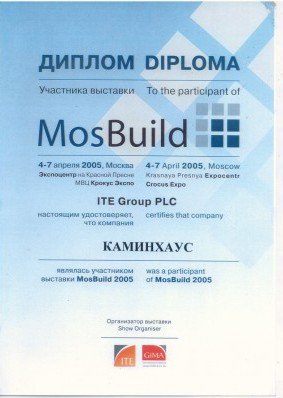 ДИПЛОМ DIPLOMA
Участника выставки To the participant of
MosBuild
4-7 апреля 2005, Москва 4-7 April 2005, Moscow
Экспоцентр на Красной Пресне Krasnaya Presnya Expocentr
МВЦ Крокус Экспо Crocus Expo
ITE Group PLC
настоящим удостоверяет, certifies that company
что компания
КАМИНХАУС
являлась участником was a participant
выставки MosBuild 2005 of MosBuild 2005
Организатор выставки
Show Organiser
ITE GIMA